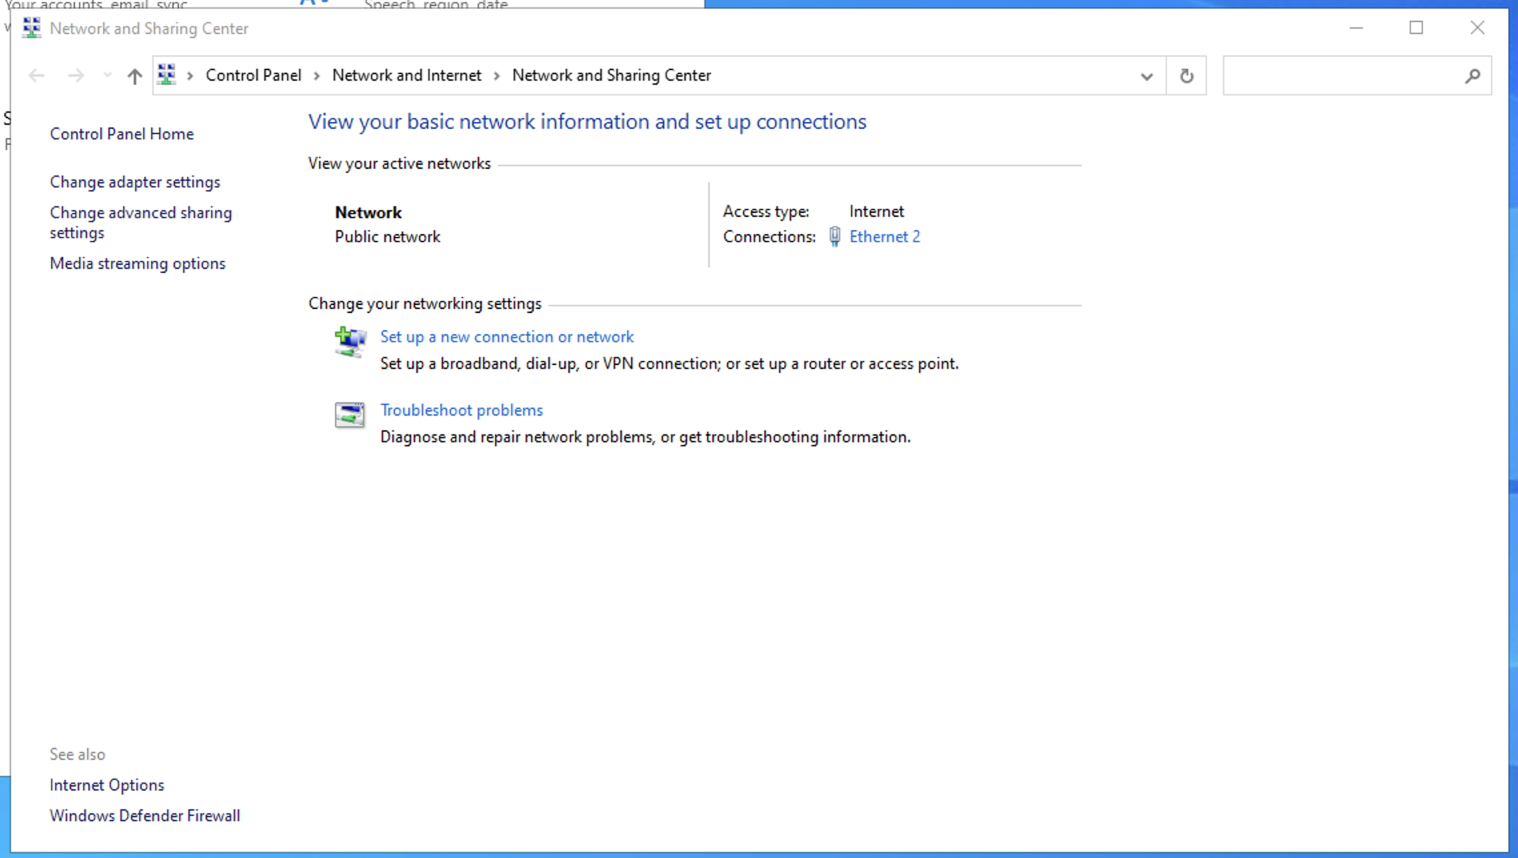 Your accounts, email, sync,
Speech, region, date
Network and Sharing Center
Control Panel > Network and Internet > Network and Sharing Center
Control Panel Home
Change adapter settings
Change advanced sharing
settings
Media streaming options
View your basic network information and set up connections
View your active networks
Network
Public network
Access type: Internet
Connections: Ethernet 2
Change your networking settings
Set up a new connection or network
Set up a broadband, dial-up, or VPN connection; or set up a router or access point.
Troubleshoot problems
Diagnose and repair network problems, or get troubleshooting information.
See also
Internet Options
Windows Defender Firewall